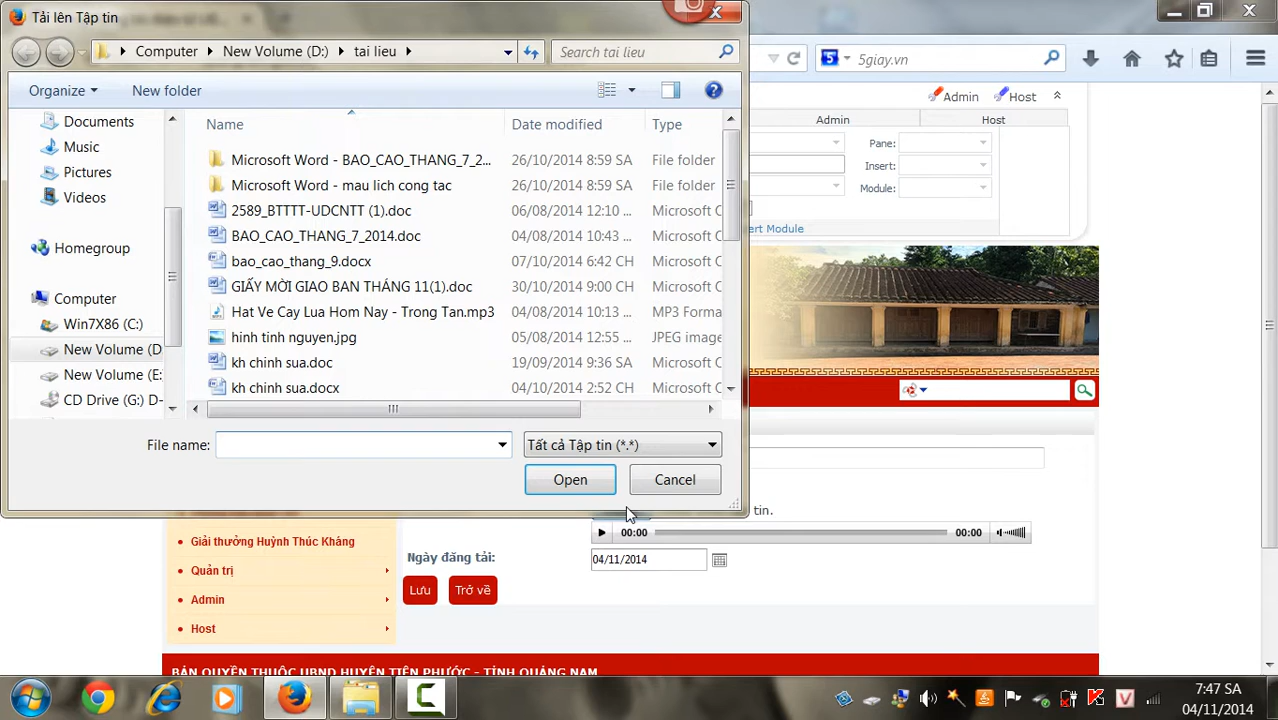 Tải lên Tập tin
Computer
New Volume (D:)
tai lieu
Search tai lieu
5giay.vn
Organize
New folder
Admin
Host
Admin
Host
Pane:
Insert:
Module:
Insert Module
Documents
Music
Pictures
Videos
Homegroup
Computer
Win7X86 (C:)
New Volume (D
New Volume (E:
CD Drive (G:) D-
Name
Date modified
Type
Microsoft Word - BAO_CAO_THANG_7_2...
26/10/2014 8:59 SA
File folder
Microsoft Word - mau lich cong tac
26/10/2014 8:59 SA
File folder
2589_BTTTT-UDCNTT (1).doc
06/08/2014 12:10 ...
Microsoft C
BAO_CAO_THANG_7_2014.doc
04/08/2014 10:43 ...
Microsoft C
bao_cao_thang_9.docx
07/10/2014 6:42 CH
Microsoft C
GIẤY MỜI GIAO BAN THÁNG 11(1).doc
30/10/2014 9:00 CH
Microsoft C
Hat Ve Cay Lua Hom Nay - Trong Tan.mp3
04/08/2014 10:13 ...
MP3 Forma
hinh tinh nguyen.jpg
05/08/2014 12:55 ...
JPEG image
kh chinh sua.doc
19/09/2014 9:36 SA
Microsoft C
kh chinh sua.docx
04/10/2014 2:52 CH
Microsoft C
File name:
Tất cả Tập tin (*.*)
Open
Cancel
tin.
00:00
00:00
Giải thưởng Huỳnh Thúc Kháng
Quản trị
Admin
Host
Ngày đăng tải:
04/11/2014
Lưu
Trở về
BẢN QUYỀN THUỘC UBND HUYỆN TIÊN PHƯỚC - TỈNH QUẢNG NAM
7:47 SA
04/11/2014